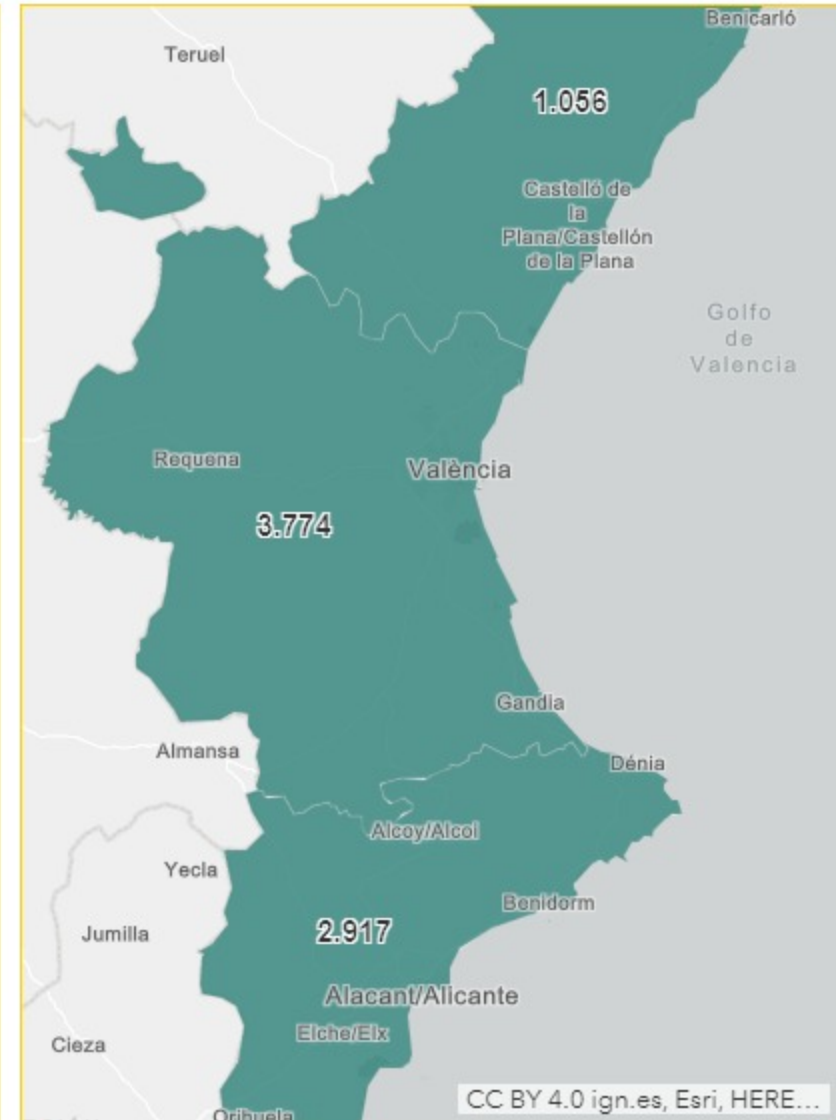 Benicarló
Teruel
1.056
Castelló de
la
Plana/Castellón
de la Plana
Golfo
de
Valencia
Requena
València
3.774
Gandia
Almansa
Dénia
Alcoy/Alcoi
Yecla
Benidorm
Jumilla
2.917
Alacant/Alicante
Elche/Elx
Cieza
CC BY 4.0 ign.es, Esri, HERE...
Orihuela